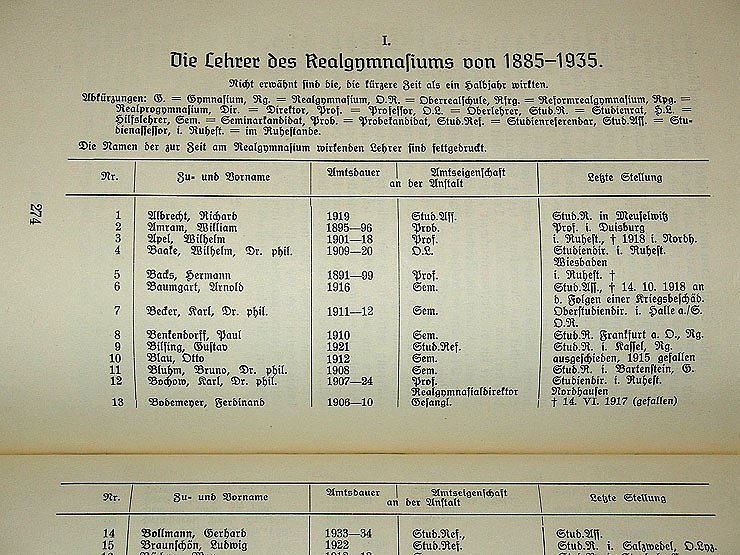 I.
Die Lehrer des Realgymnasiums von 1885–1935.
Nicht erwähnt sind die, die kürzere Zeit als ein Halbjahr wirkten.
Abkürzungen: G. = Gymnasium, Rg. = Realgymnasium, O.R. = Oberrealschule, Rfrg. = Reformrealgymnasium, Rpg. =
Realprogymnasium, Dir. = Direktor, Prof. = Professor, O.L. = Oberlehrer, Stud.R. = Studienrat, H.L. =
Hilfslehrer, Sem. = Seminarkandidat, Prob. = Probekandidat, Stud.Ref. = Studienreferendar, Stud.Ass. = Stu-
dienassessor, i. Ruhest. = im Ruhestande.
Die Namen der zur Zeit am Realgymnasium wirkenden Lehrer sind fettgedruckt.
Nr. Zu- und Vorname Amtsdauer Amtseigenschaft Letzte Stellung
an der Anstalt
274
1 Albrecht, Richard 1919 Stud.Ass. Stud.R. in Meuselwitz
2 Amram, William 1895—96 Prob. Prof. i. Duisburg
3 Apel, Wilhelm 1901—18 Prof. i. Ruhest., † 1918 i. Nordh.
4 Baake, Wilhelm, Dr. phil. 1909—20 O.L. Studiendir. i. Ruhest.
Wiesbaden
5 Backs, Hermann 1891—99 Prof. i. Ruhest. †
6 Baumgart, Arnold 1916 Sem. Stud.Ass., † 14. 10. 1918 an
d. Folgen einer Kriegsbeschäd.
7 Becker, Karl, Dr. phil. 1911—12 Sem. Oberstudiendir. i. Halle a./S.
O.R.
8 Benkendorff, Paul 1910 Sem. Stud.R. Frankfurt a. O., Rg.
9 Bilsing, Gustav 1921 Stud.Ref. Stud.R. i. Kassel, Rg.
10 Blau, Otto 1912 Sem. ausgeschieden, 1915 gefallen
11 Bluhm, Bruno, Dr. phil. 1908 Sem. Stud.R. i. Bartenstein, G.
12 Bochow, Karl, Dr. phil. 1907—24 Prof. Studiendir. i. Ruhest.
Realgymnasialdirektor Nordhausen
13 Bodemeyer, Ferdinand 1906—10 Gesangl. † 14. VI. 1917 (gefallen)
Nr. Zu- und Vorname Amtsdauer Amtseigenschaft Letzte Stellung
an der Anstalt
14 Bollmann, Gerhard 1933—34 Stud.Ref., Stud.Ass.
15 Braunschön, Ludwig 1922 Stud.Ref. Stud.R. i. Salzwedel, O.Lyz.